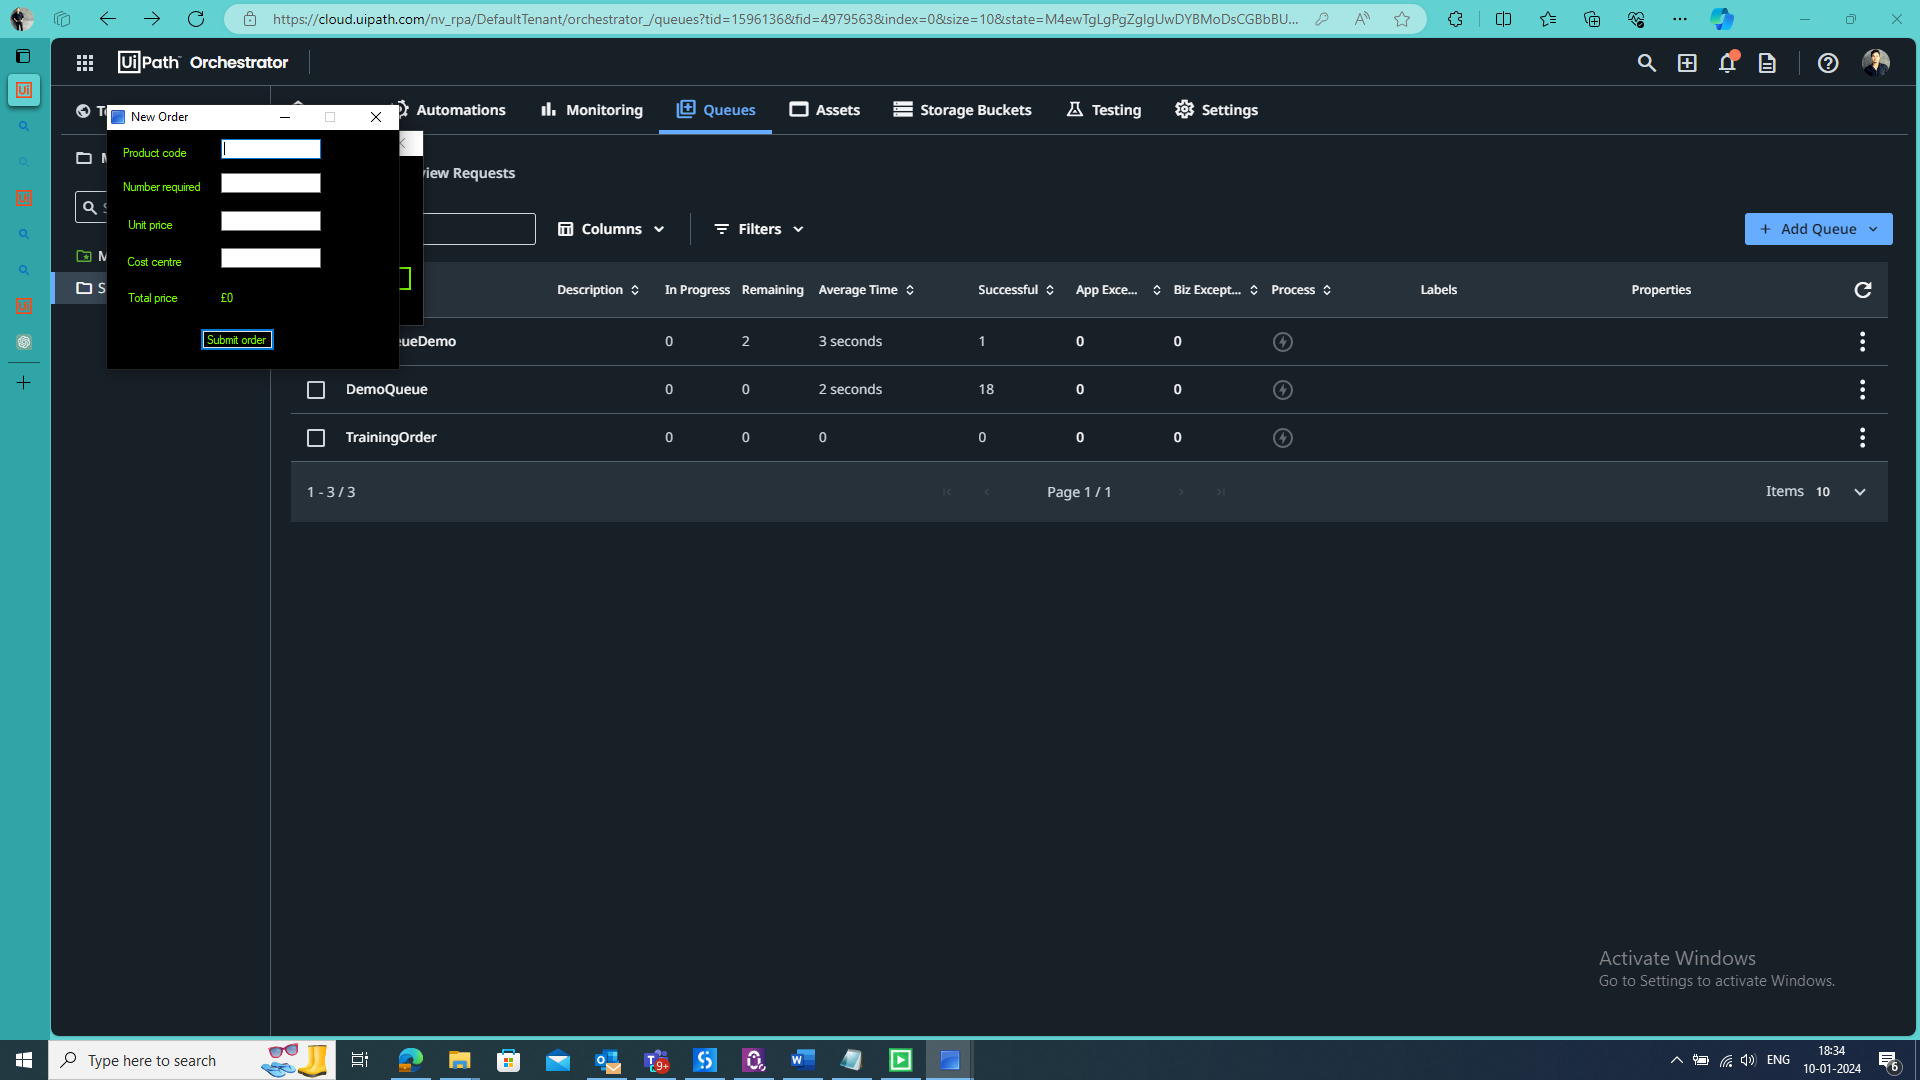 https://cloud.uipath.com/nv_rpa/DefaultTenant/orchestrator_/queues?tid=1596136&fid=4979563&index=0&size=10&state=M4ewTgLgPgZglgUwDYBMoDsCGBbBU...
UiPath Orchestrator
Automations Monitoring Queues Assets Storage Buckets Testing Settings
New Order
Product code
Number required
Unit price
Cost centre
Total price £0
Submit order
view Requests
Columns Filters + Add Queue
Description In Progress Remaining Average Time Successful App Exce... Biz Except... Process Labels Properties
ueDemo 0 2 3 seconds 1 0 0
DemoQueue 0 0 2 seconds 18 0 0
TrainingOrder 0 0 0 0 0 0
1 - 3 / 3 Page 1 / 1 Items 10
Activate Windows
Go to Settings to activate Windows.
Type here to search
9+
ENG
18:34
10-01-2024
6